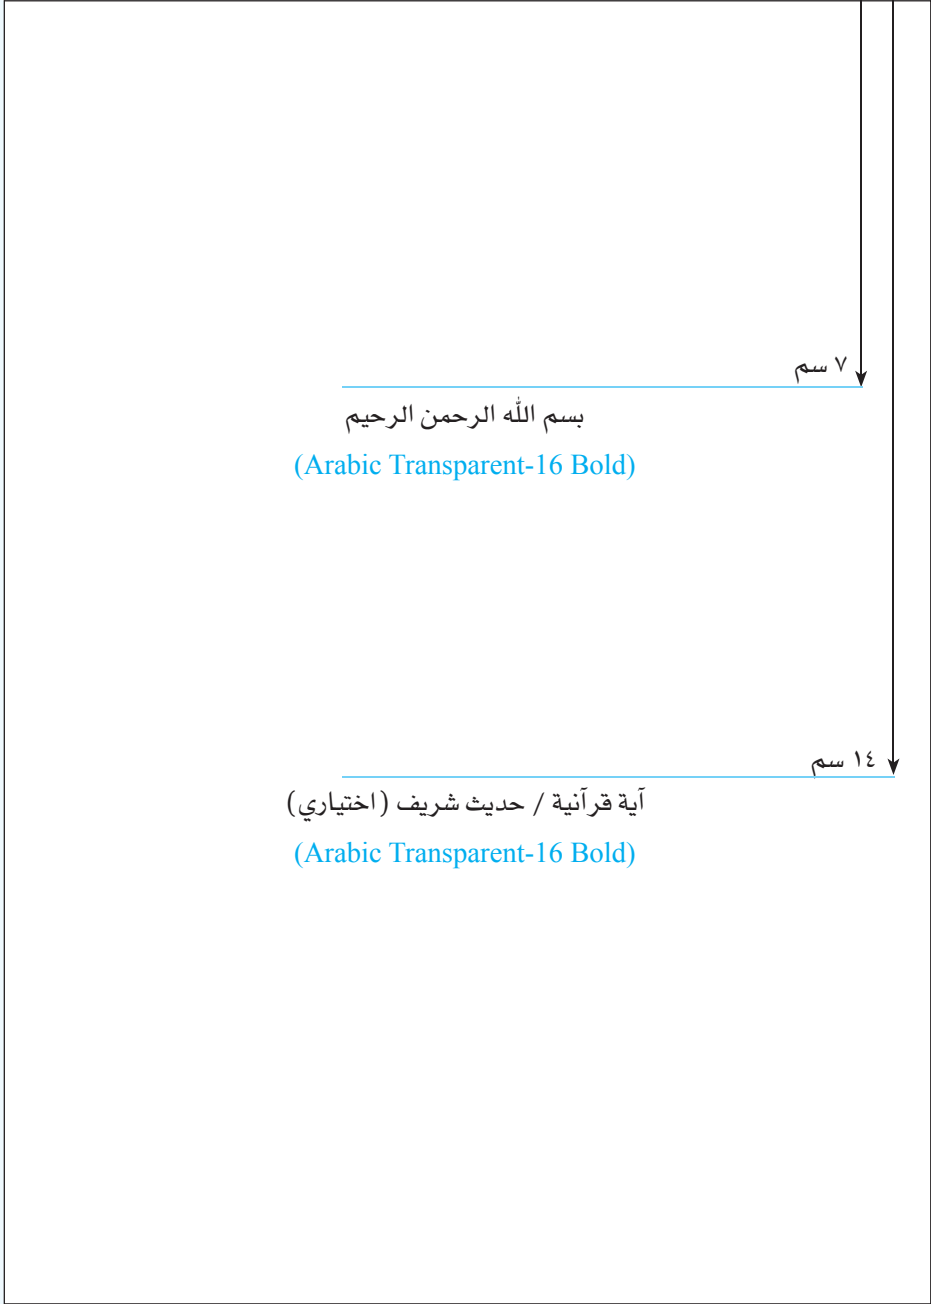 ٧ سم
بسم الله الرحمن الرحيم
(Arabic Transparent-16 Bold)
١٤ سم
آية قرآنية / حديث شريف (اختياري)
(Arabic Transparent-16 Bold)